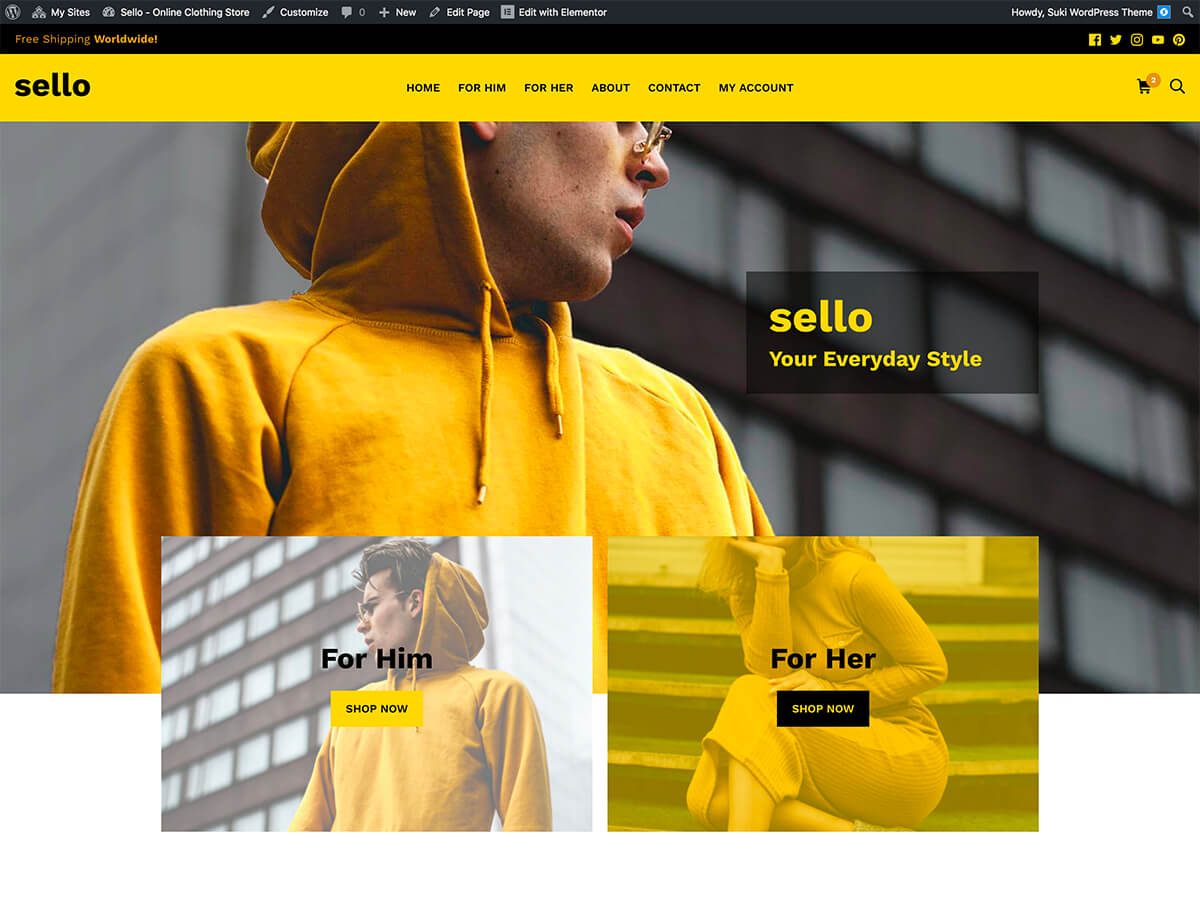 My Sites Sello - Online Clothing Store Customize 0 New Edit Page Edit with Elementor Howdy, Suki WordPress Theme
Free Shipping Worldwide!
sello HOME FOR HIM FOR HER ABOUT CONTACT MY ACCOUNT 2
sello
Your Everyday Style
For Him
SHOP NOW
For Her
SHOP NOW